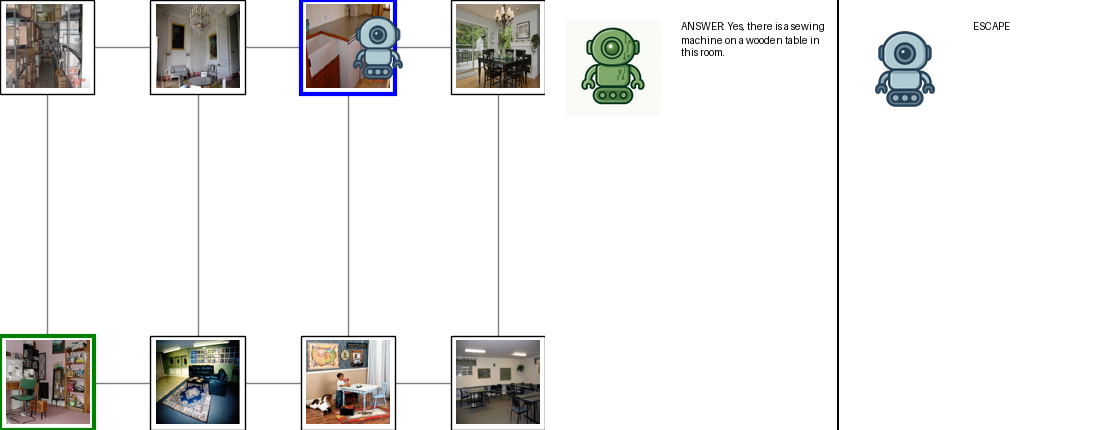 ANSWER: Yes, there is a sewing
machine on a wooden table in
this room.
ESCAPE